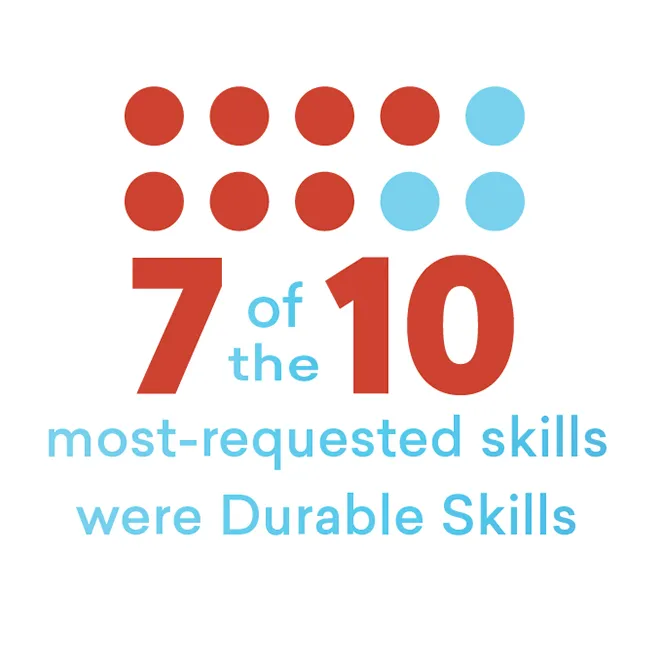 7 of the 10
most-requested skills
were Durable Skills